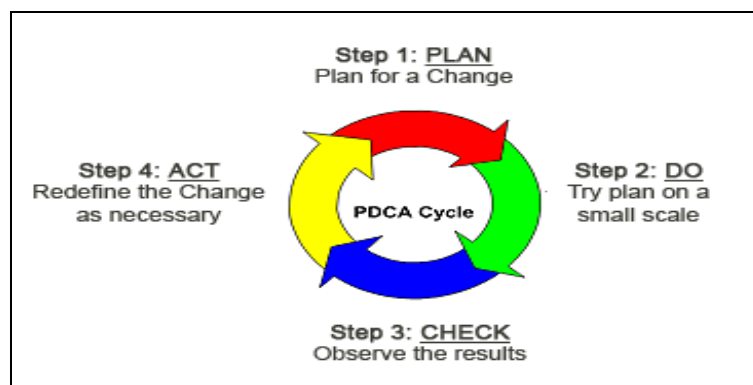 Step 1: PLAN
Plan for a Change
Step 2: DO
Try plan on a
small scale
Step 3: CHECK
Observe the results
Step 4: ACT
Redefine the Change
as necessary
PDCA Cycle